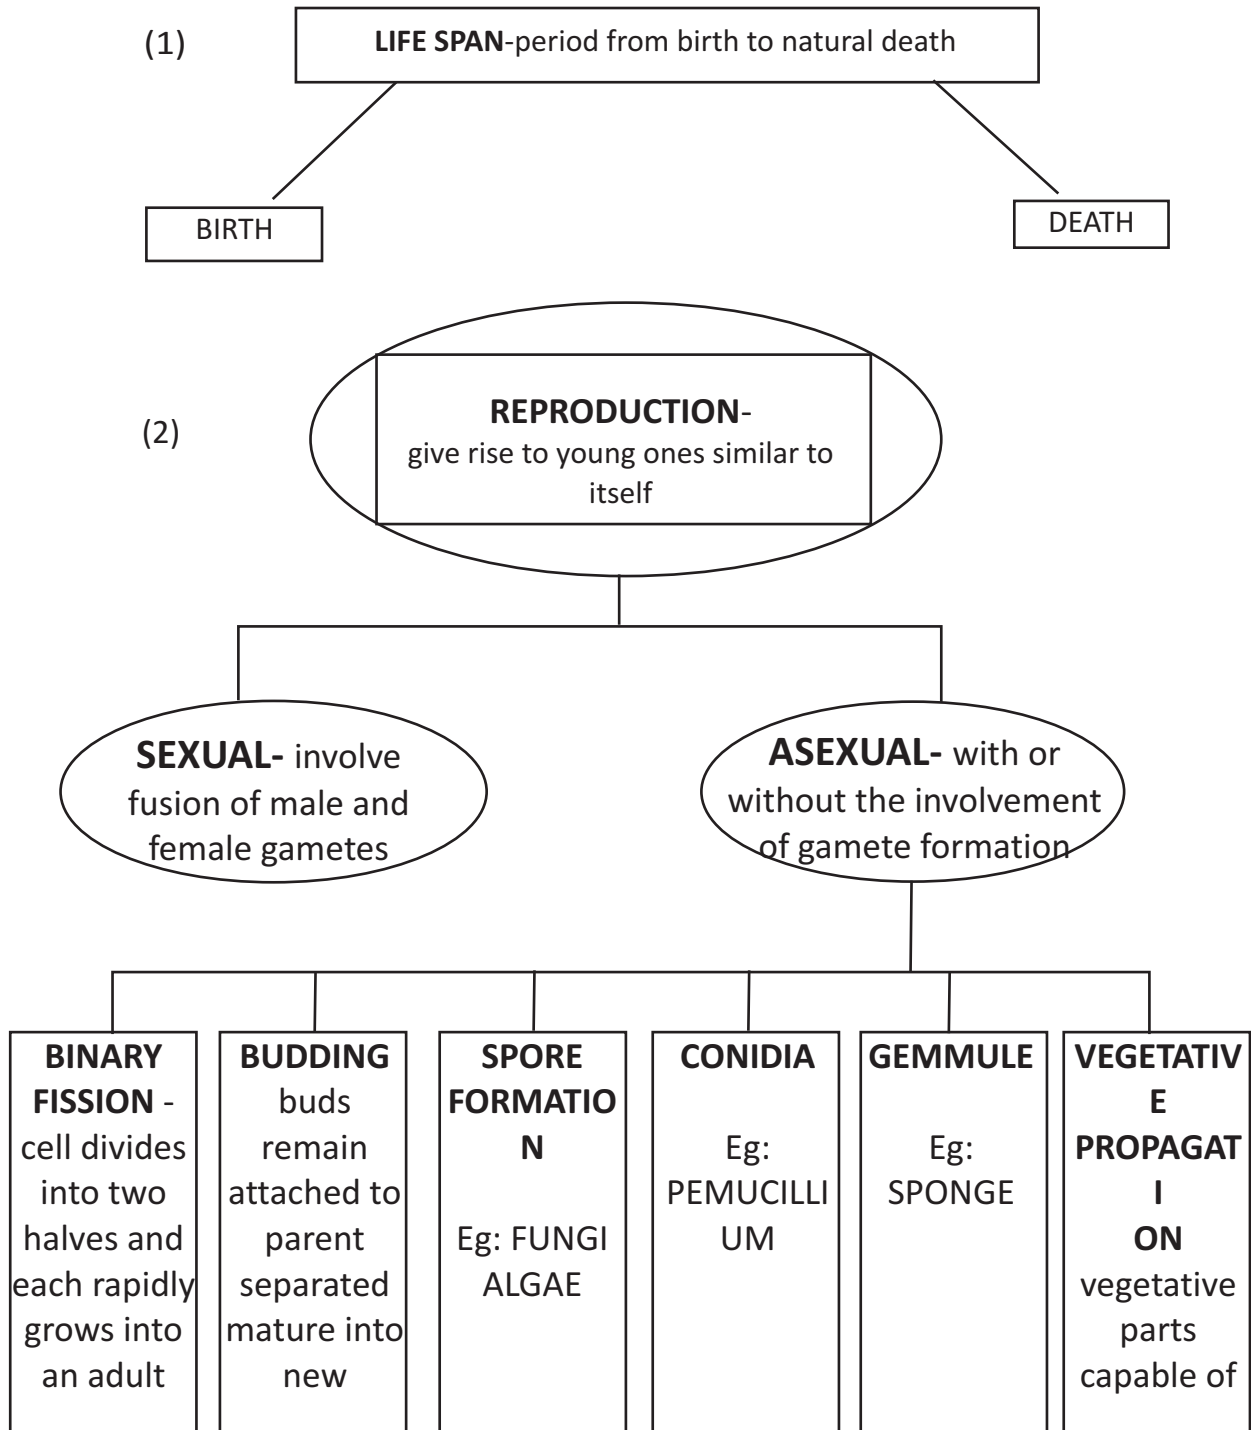 (1)
LIFE SPAN-period from birth to natural death
BIRTH
DEATH
(2)
REPRODUCTION-
give rise to young ones similar to
itself
SEXUAL- involve
fusion of male and
female gametes
ASEXUAL- with or
without the involvement
of gamete formation
BINARY
FISSION -
cell divides
into two
halves and
each rapidly
grows into
an adult
BUDDING
buds
remain
attached to
parent
separated
mature into
new
SPORE
FORMATIO
N
Eg: FUNGI
ALGAE
CONIDIA
Eg:
PEMUCILLI
UM
GEMMULE
Eg:
SPONGE
VEGETATIV
E
PROPAGAT
I
ON
vegetative
parts
capable of